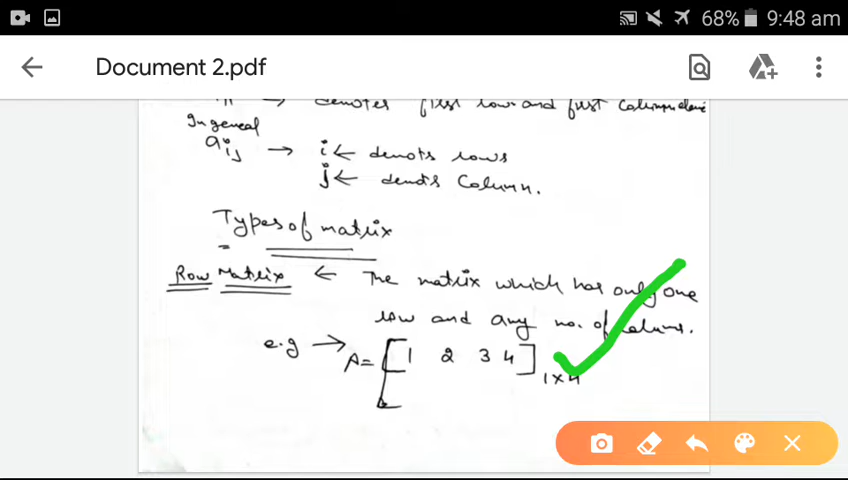 68% 9:48 am
Document 2.pdf
→ denotes first row and first column
In general
aij → i ← denots rows
j ← denots Column.
Types of matrix
Row Matrix ← The matrix which has only one
row and any no. of column.
e.g → A = [1 2 3 4] 1×4